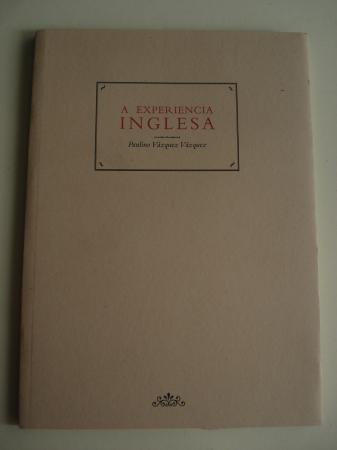 A EXPERIENCIA
INGLESA
Paulino Vázquez Vázquez